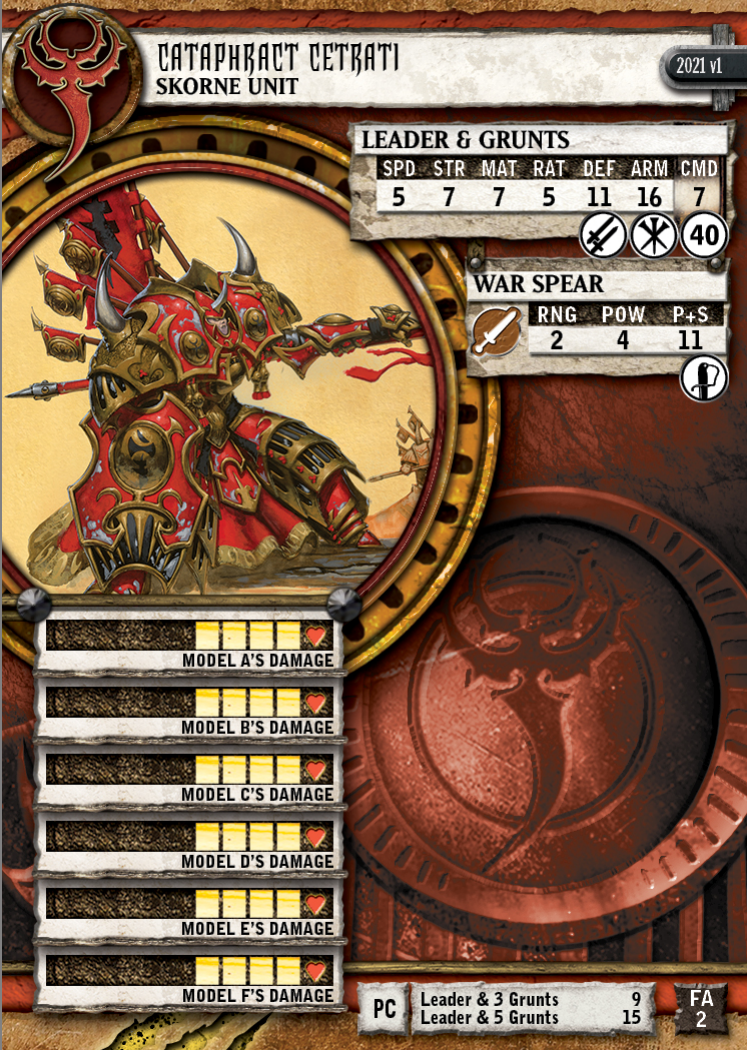 CATAPHRACT CETRATI
SKORNE UNIT
2021 v1
LEADER & GRUNTS
SPD STR MAT RAT DEF ARM CMD
5 7 7 5 11 16 7
40
WAR SPEAR
RNG POW P+S
2 4 11
MODEL A'S DAMAGE
MODEL B'S DAMAGE
MODEL C'S DAMAGE
MODEL D'S DAMAGE
MODEL E'S DAMAGE
MODEL F'S DAMAGE
PC
Leader & 3 Grunts 9
Leader & 5 Grunts 15
FA
2